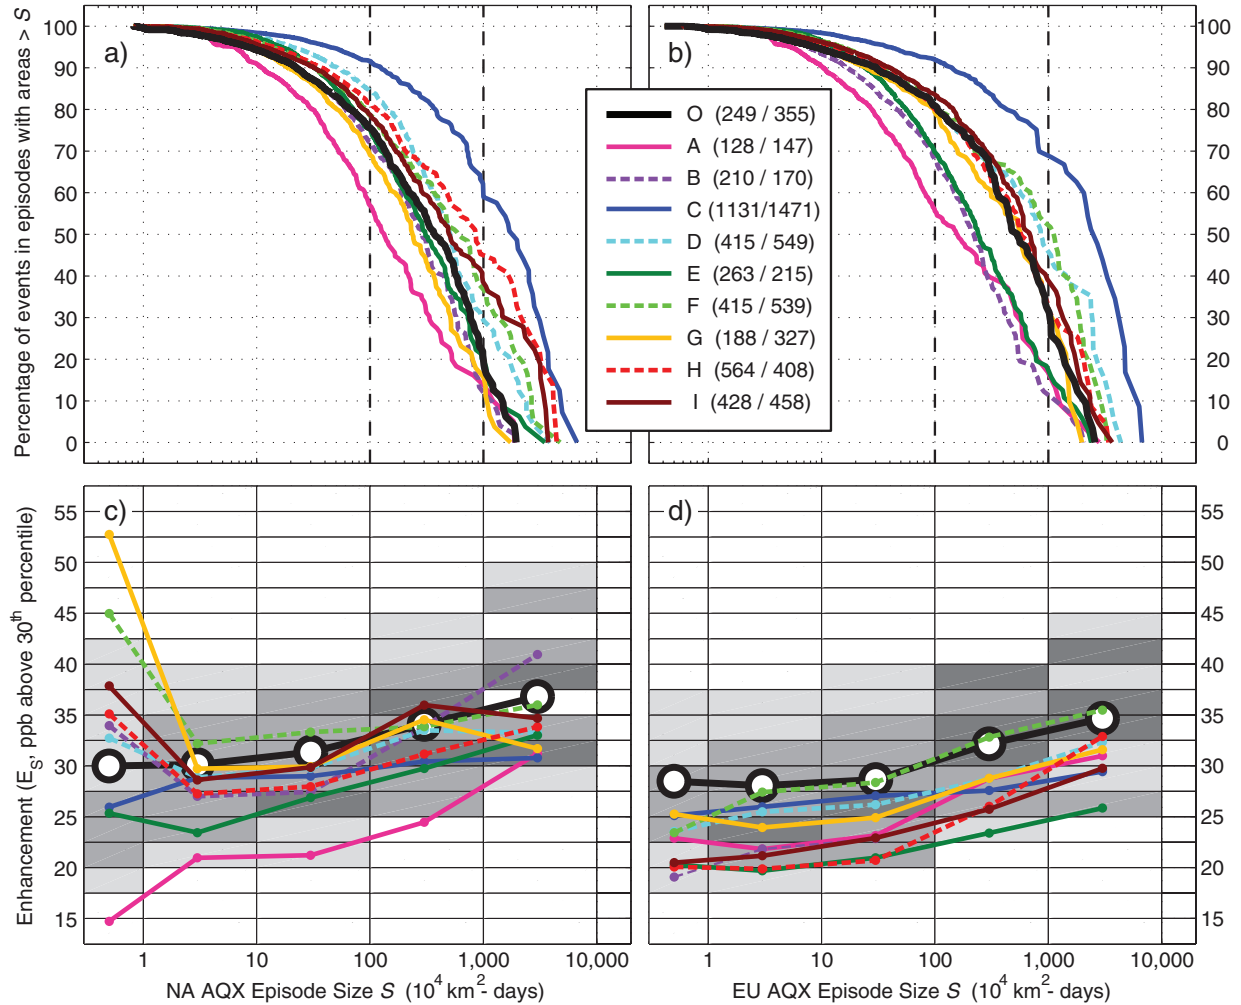 Percentage of events in episodes with areas > S
100
90
80
70
60
50
40
30
20
10
0
a)
b)
100
90
80
70
60
50
40
30
20
10
0
O (249 / 355)
A (128 / 147)
B (210 / 170)
C (1131/1471)
D (415 / 549)
E (263 / 215)
F (415 / 539)
G (188 / 327)
H (564 / 408)
I (428 / 458)
Enhancement (E_S, ppb above 30th percentile)
55
50
45
40
35
30
25
20
15
c)
d)
55
50
45
40
35
30
25
20
15
1 10 100 1,000 10,000
1 10 100 1,000 10,000
NA AQX Episode Size S (10^4 km^2- days)
EU AQX Episode Size S (10^4 km^2- days)